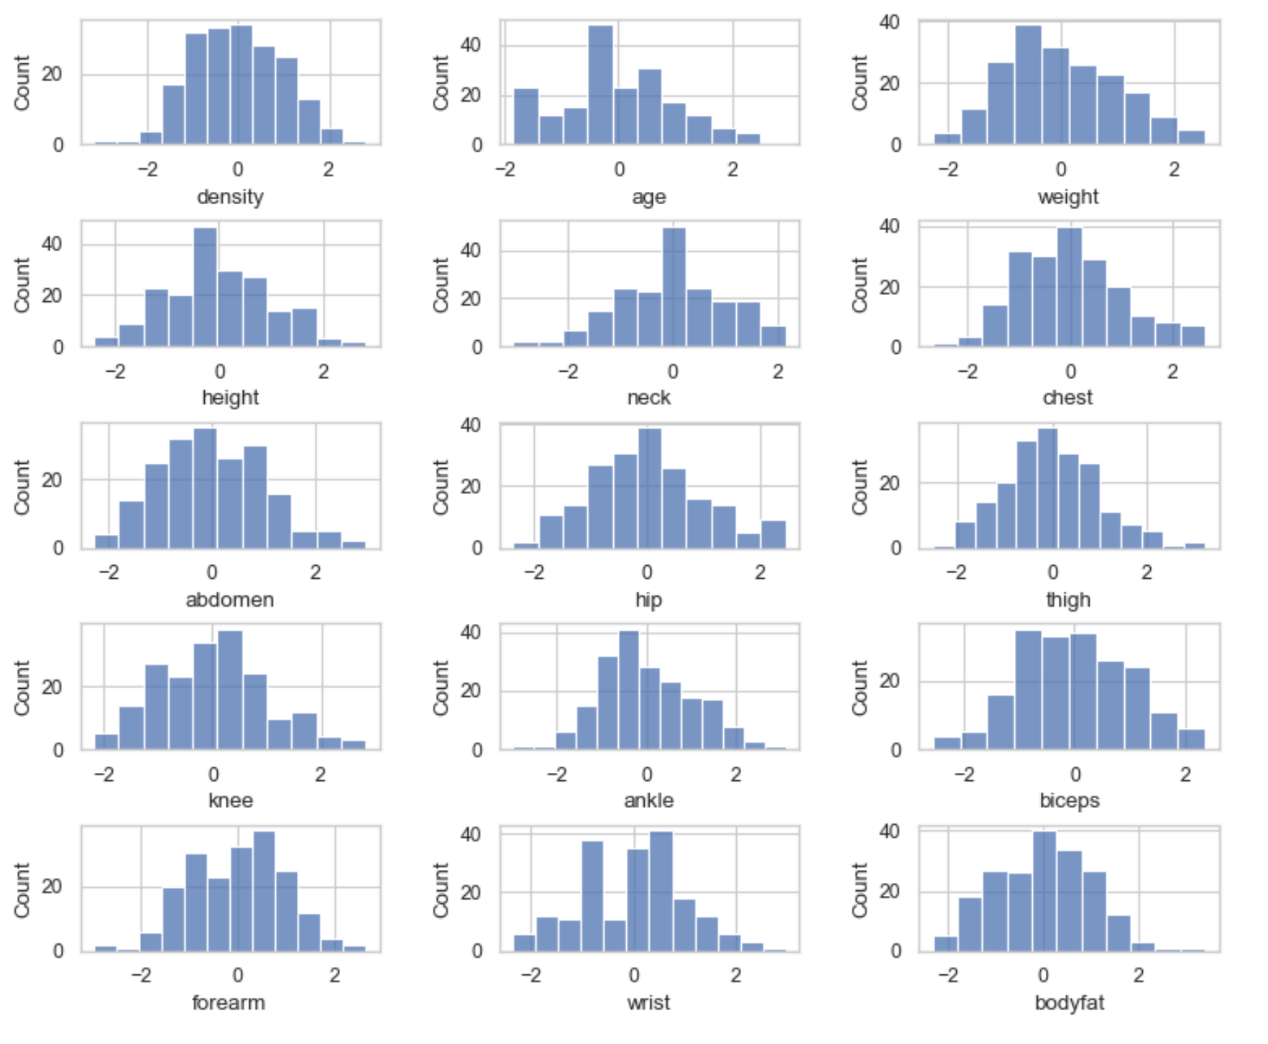 Count 20 0 −2 0 2 density
Count 40 20 0 −2 0 2 age
Count 40 20 0 −2 0 2 weight
Count 40 20 0 −2 0 2 height
Count 40 20 0 −2 0 2 neck
Count 40 20 0 −2 0 2 chest
Count 20 0 −2 0 2 abdomen
Count 40 20 0 −2 0 2 hip
Count 20 0 −2 0 2 thigh
Count 20 0 −2 0 2 knee
Count 40 20 0 −2 0 2 ankle
Count 20 0 −2 0 2 biceps
Count 20 0 −2 0 2 forearm
Count 40 20 0 −2 0 2 wrist
Count 40 20 0 −2 0 2 bodyfat